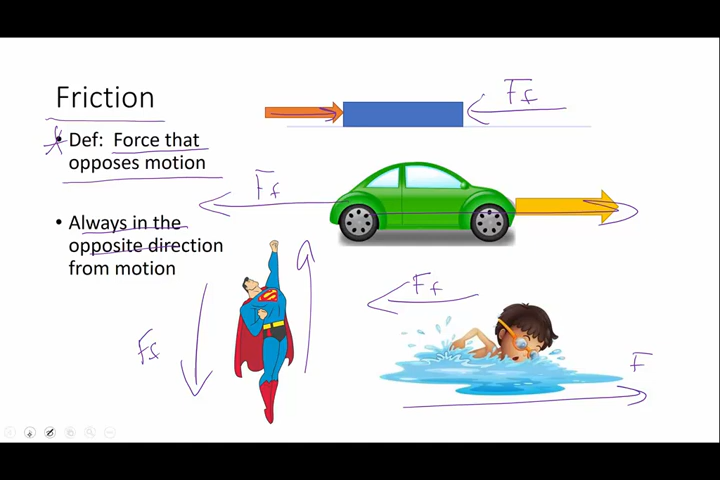 Friction
* Def: Force that
opposes motion
• Always in the
opposite direction
from motion
Ff
Ff
Ff
Ff
F
S